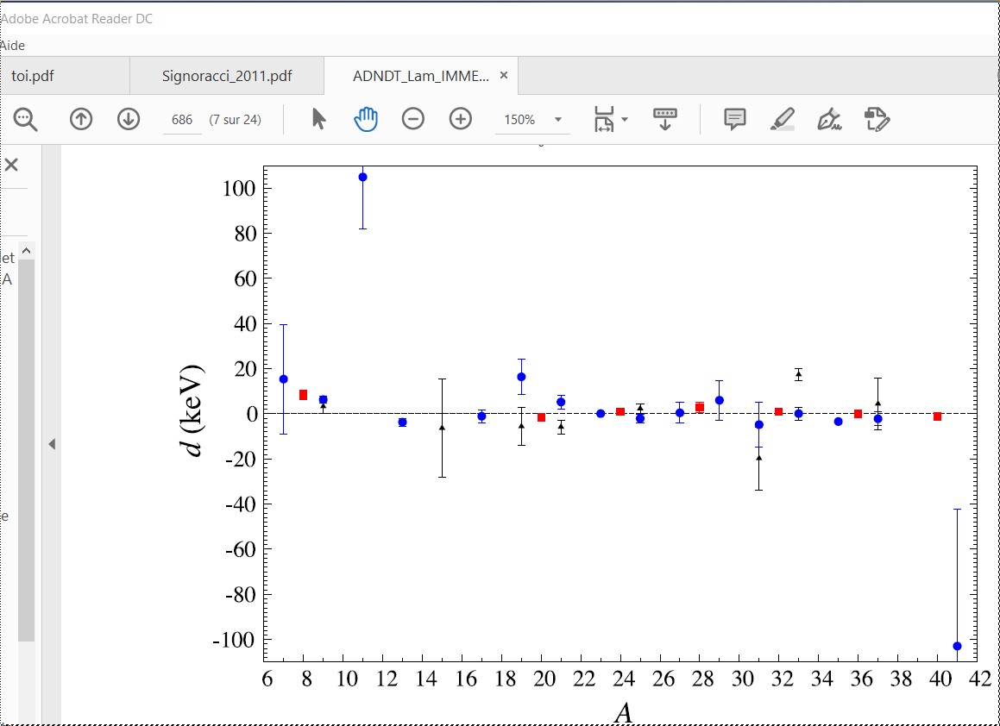 Adobe Acrobat Reader DC
Aide
toi.pdf
Signoracci_2011.pdf
ADNDT_Lam_IMME... ×
686 (7 sur 24)
150%
et
A
e
100
80
60
40
20
0
-20
-40
-60
-80
-100
d (keV)
6 8 10 12 14 16 18 20 22 24 26 28 30 32 34 36 38 40 42
A